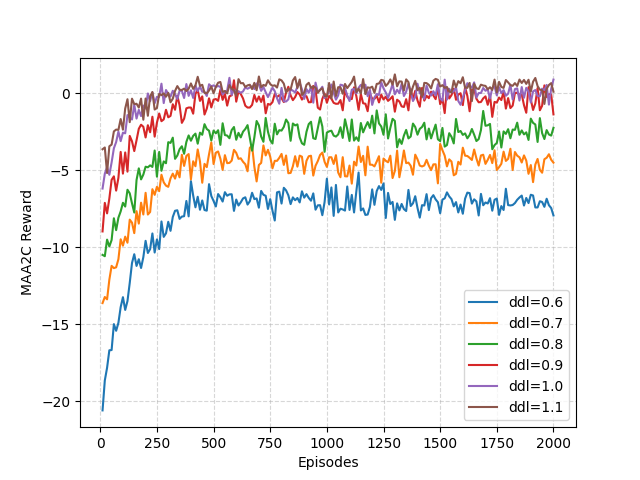 MAA2C Reward
0
−5
−10
−15
−20
0
250
500
750
1000
1250
1500
1750
2000
Episodes
ddl=0.6
ddl=0.7
ddl=0.8
ddl=0.9
ddl=1.0
ddl=1.1